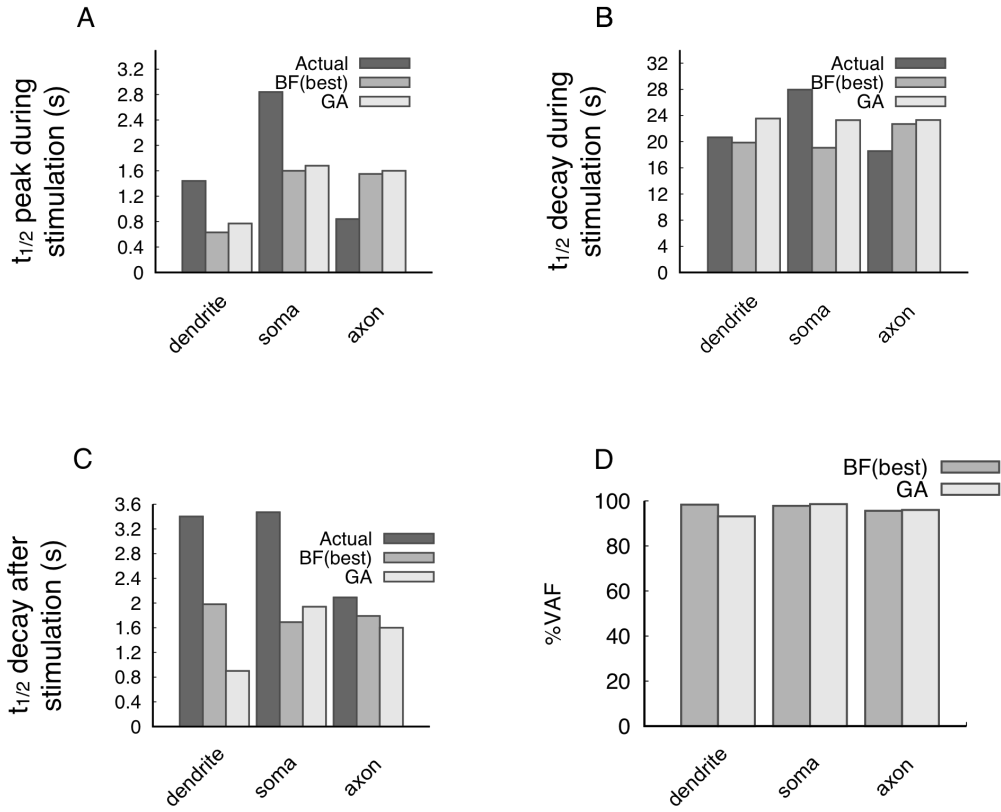 A
t1/2 peak during
stimulation (s)
3.2
2.8
2.4
2
1.6
1.2
0.8
0.4
0
Actual
BF(best)
GA
dendrite
soma
axon
B
t1/2 decay during
stimulation (s)
32
28
24
20
16
12
8
4
0
Actual
BF(best)
GA
dendrite
soma
axon
C
t1/2 decay after
stimulation (s)
3.6
3.2
2.8
2.4
2
1.6
1.2
0.8
0.4
0
Actual
BF(best)
GA
dendrite
soma
axon
D
%VAF
100
80
60
40
20
0
BF(best)
GA
dendrite
soma
axon